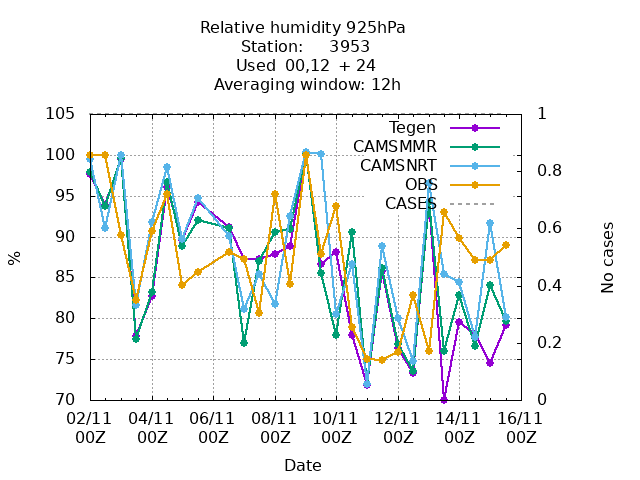 Relative humidity 925hPa
Station: 3953
Used 00,12 + 24
Averaging window: 12h
105 1
Tegen
100
CAMSMMR
CAMSNRT
0.8
OBS
95
CASES
90 0.6
%
No cases
85 0.4
80
0.2
75
70 0
02/11 04/11 06/11 08/11 10/11 12/11 14/11 16/11
00Z 00Z 00Z 00Z 00Z 00Z 00Z 00Z
Date